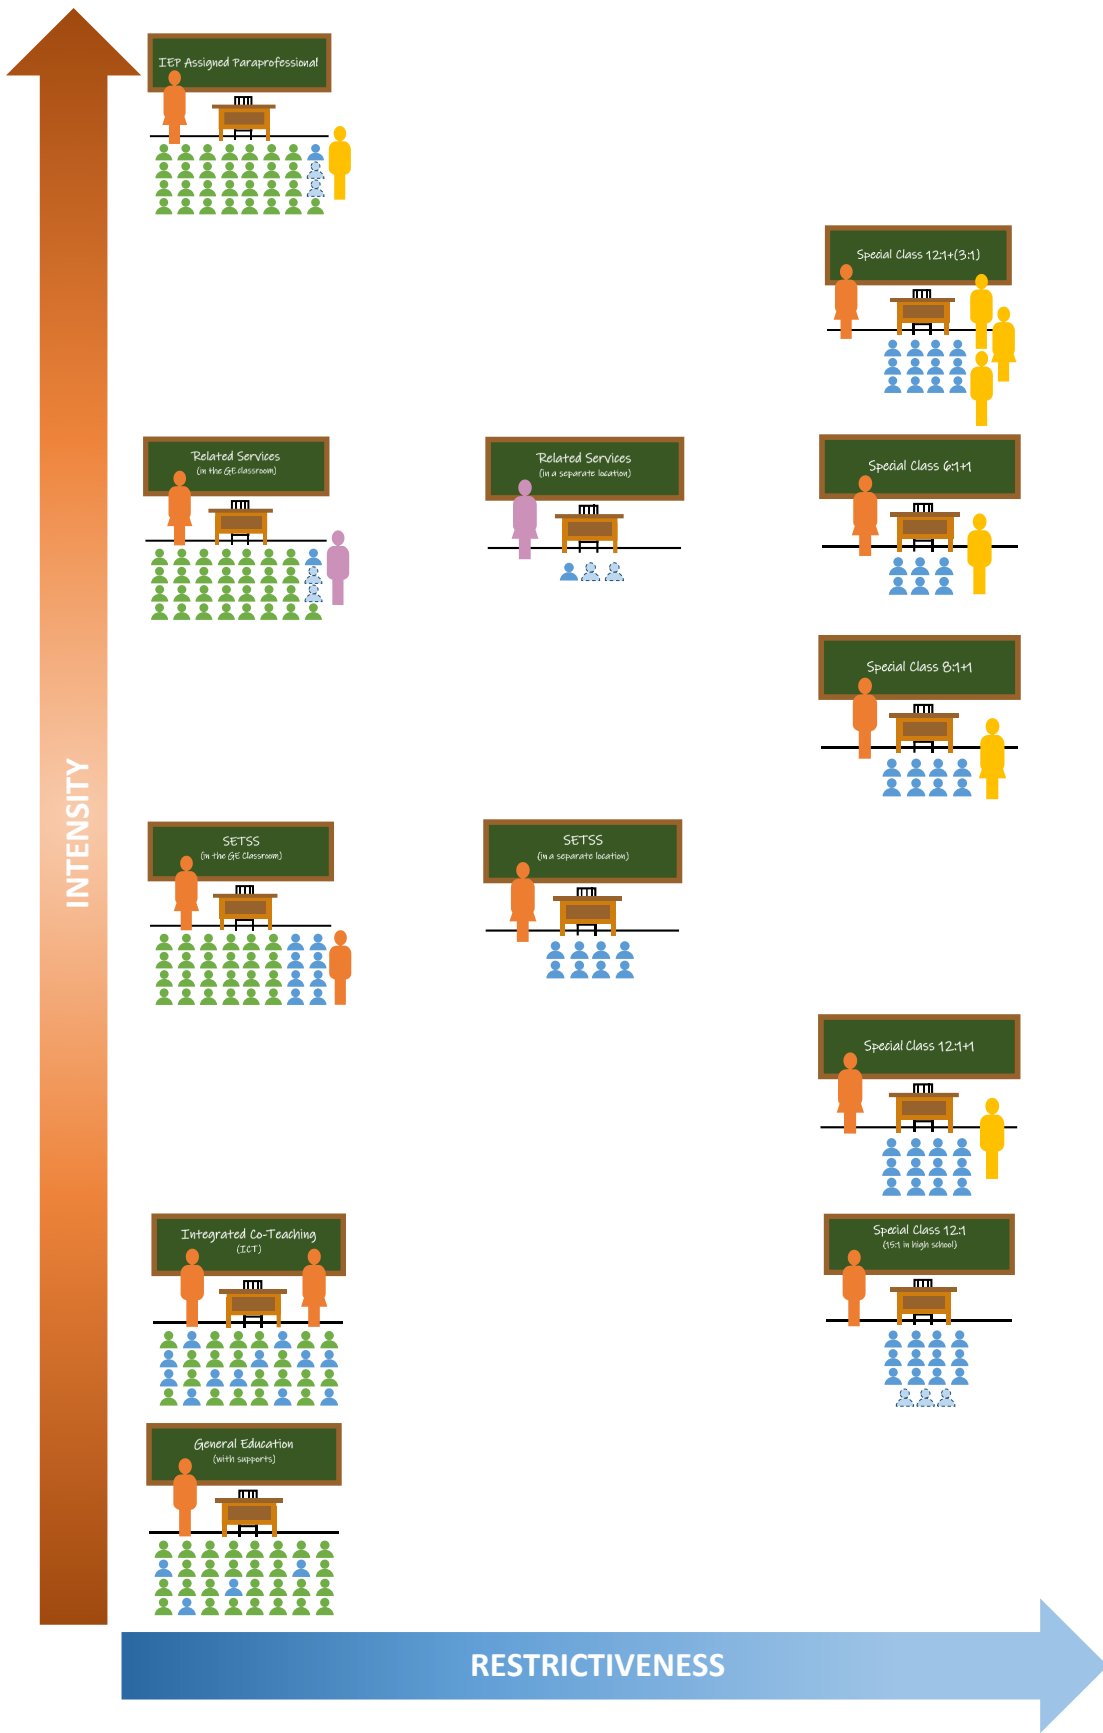 IEP Assigned Paraprofessional
Special Class 12:1+(3:1)
Related Services
(in the GE classroom)
Related Services
(in a separate location)
Special Class 6:1+1
Special Class 8:1+1
INTENSITY
SETSS
(in the GE Classroom)
SETSS
(in a separate location)
Special Class 12:1+1
Integrated Co-Teaching
(ICT)
Special Class 12:1
(15:1 in high school)
General Education
(with supports)
RESTRICTIVENESS